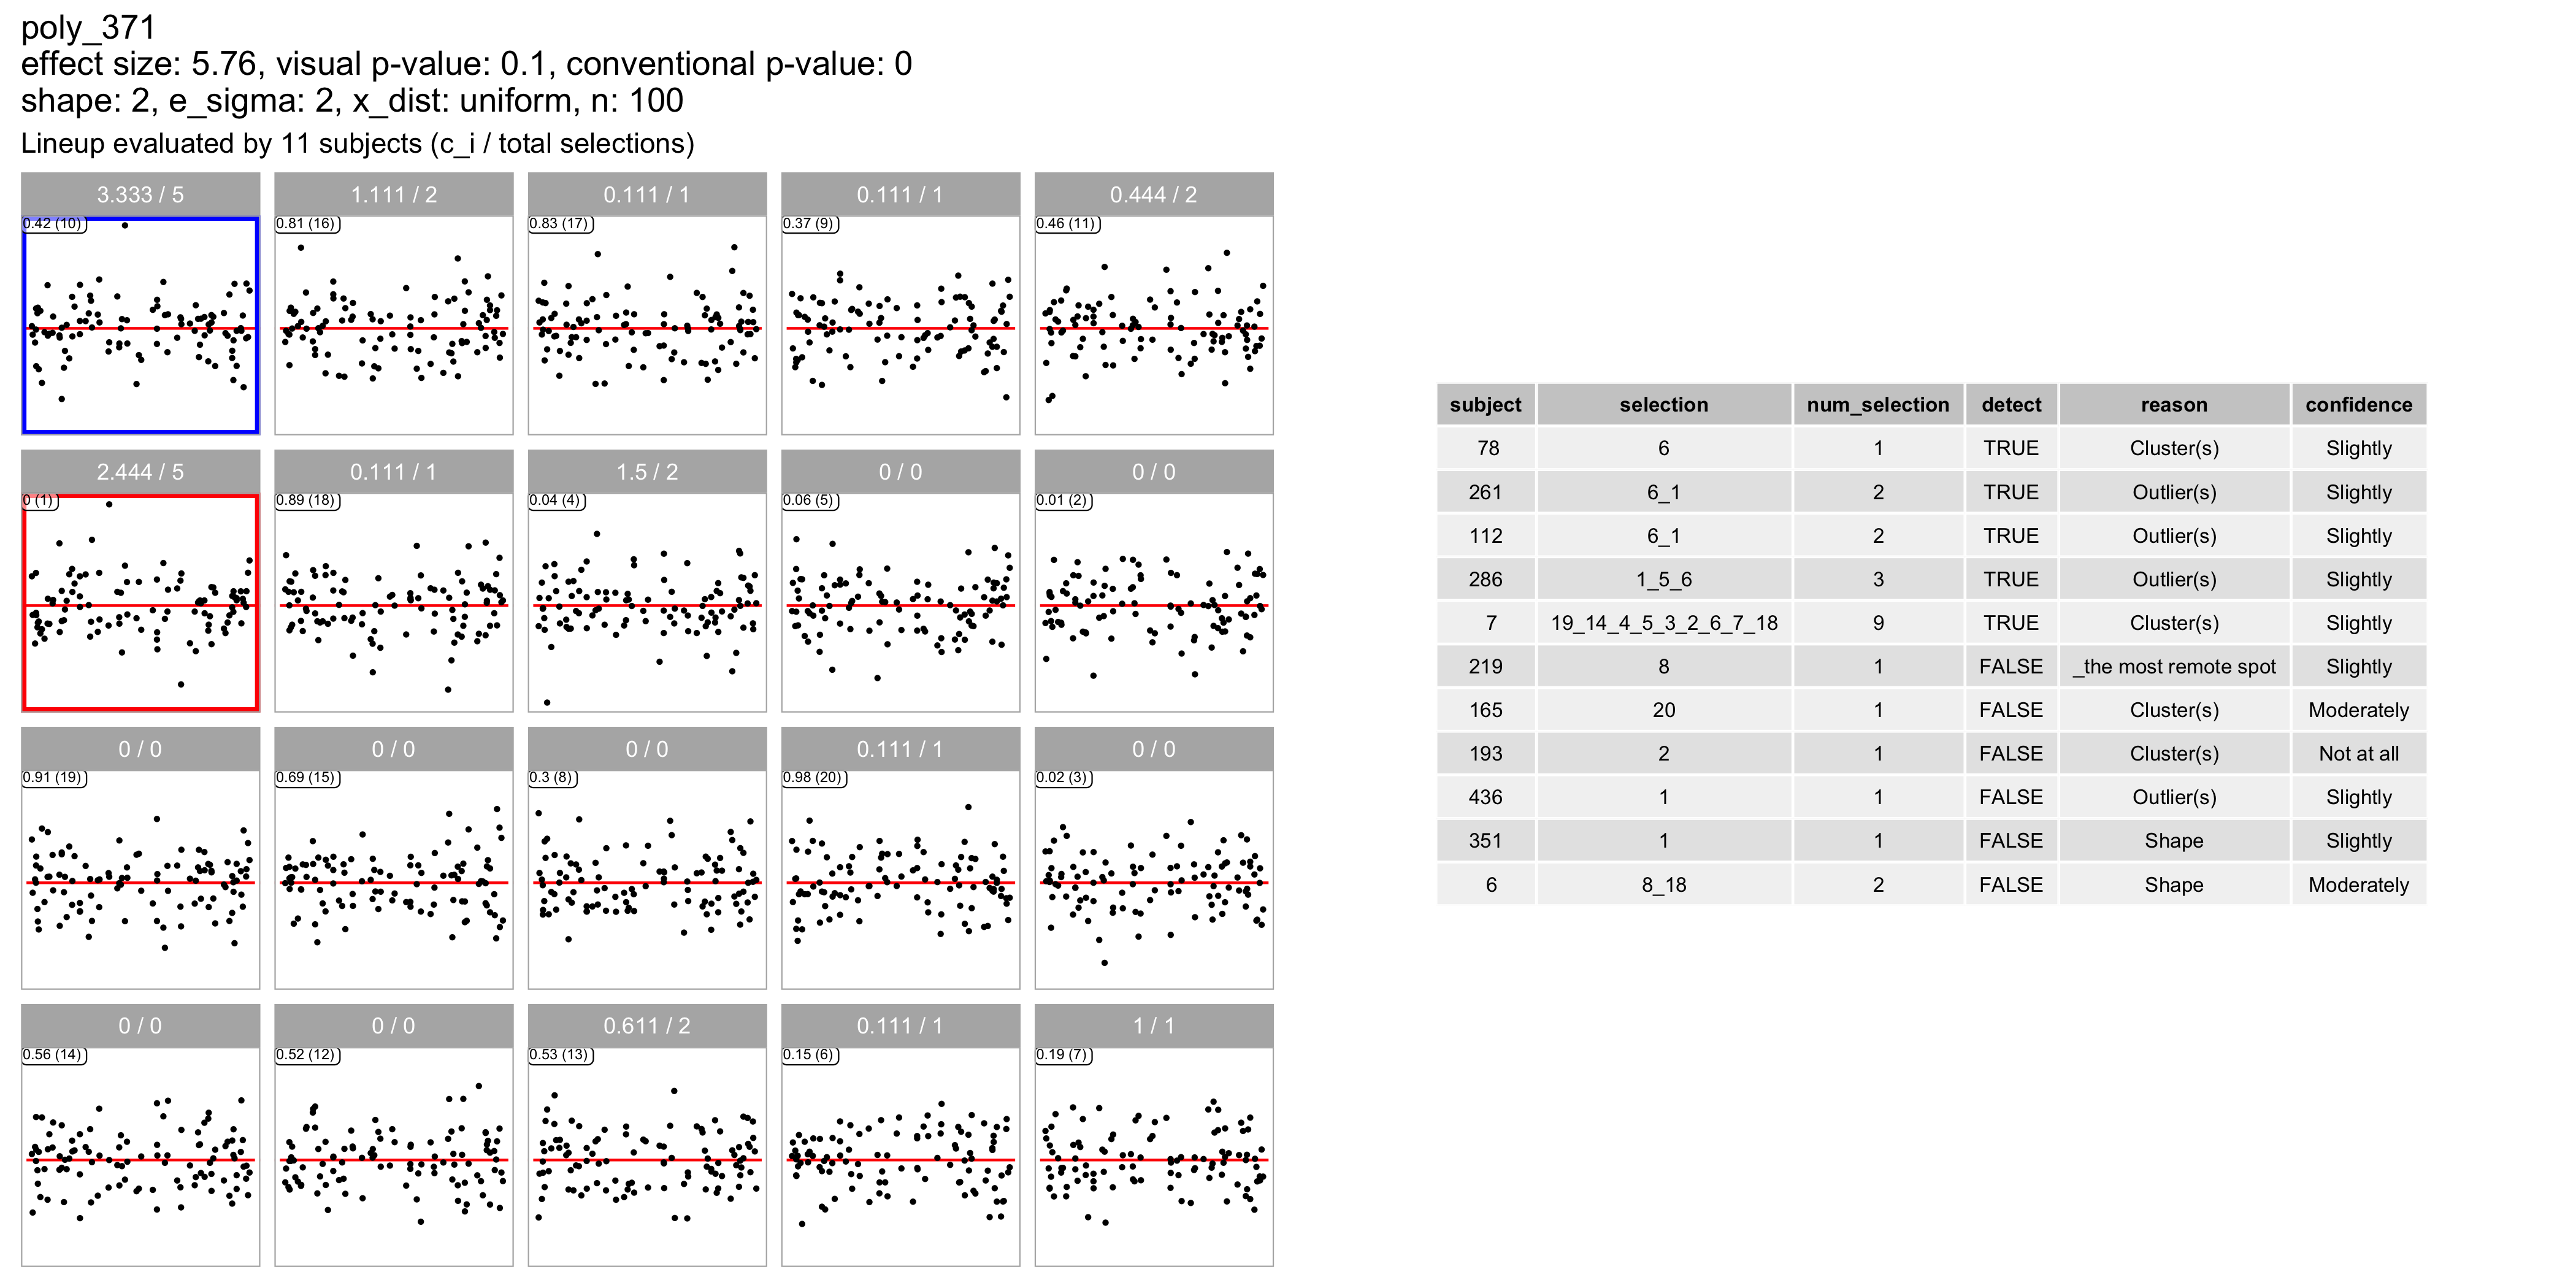 poly_371
effect size: 5.76, visual p-value: 0.1, conventional p-value: 0
shape: 2, e_sigma: 2, x_dist: uniform, n: 100
Lineup evaluated by 11 subjects (c_i / total selections)
3.333 / 5 1.111 / 2 0.111 / 1 0.111 / 1 0.444 / 2
0.42 (10) 0.81 (16) 0.83 (17) 0.37 (9) 0.46 (11)
2.444 / 5 0.111 / 1 1.5 / 2 0 / 0 0 / 0
0 (1) 0.89 (18) 0.04 (4) 0.06 (5) 0.01 (2)
0 / 0 0 / 0 0 / 0 0.111 / 1 0 / 0
0.91 (19) 0.69 (15) 0.3 (8) 0.98 (20) 0.02 (3)
0 / 0 0 / 0 0.611 / 2 0.111 / 1 1 / 1
0.56 (14) 0.52 (12) 0.53 (13) 0.15 (6) 0.19 (7)
subject selection num_selection detect reason confidence
78 6 1 TRUE Cluster(s) Slightly
261 6_1 2 TRUE Outlier(s) Slightly
112 6_1 2 TRUE Outlier(s) Slightly
286 1_5_6 3 TRUE Outlier(s) Slightly
7 19_14_4_5_3_2_6_7_18 9 TRUE Cluster(s) Slightly
219 8 1 FALSE _the most remote spot Slightly
165 20 1 FALSE Cluster(s) Moderately
193 2 1 FALSE Cluster(s) Not at all
436 1 1 FALSE Outlier(s) Slightly
351 1 1 FALSE Shape Slightly
6 8_18 2 FALSE Shape Moderately